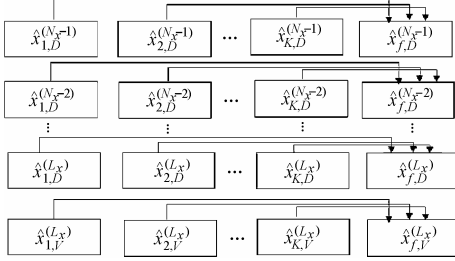 x̂_{1,D}^{(N_x-1)} x̂_{2,D}^{(N_x-1)} ... x̂_{K,D}^{(N_x-1)} x̂_{f,D}^{(N_x-1)}
x̂_{1,D}^{(N_x-2)} x̂_{2,D}^{(N_x-2)} ... x̂_{K,D}^{(N_x-2)} x̂_{f,D}^{(N_x-2)}
⋮ ⋮ ⋮ ⋮
x̂_{1,D}^{(L_x)} x̂_{2,D}^{(L_x)} ... x̂_{K,D}^{(L_x)} x̂_{f,D}^{(L_x)}
x̂_{1,V}^{(L_x)} x̂_{2,V}^{(L_x)} ... x̂_{K,V}^{(L_x)} x̂_{f,V}^{(L_x)}